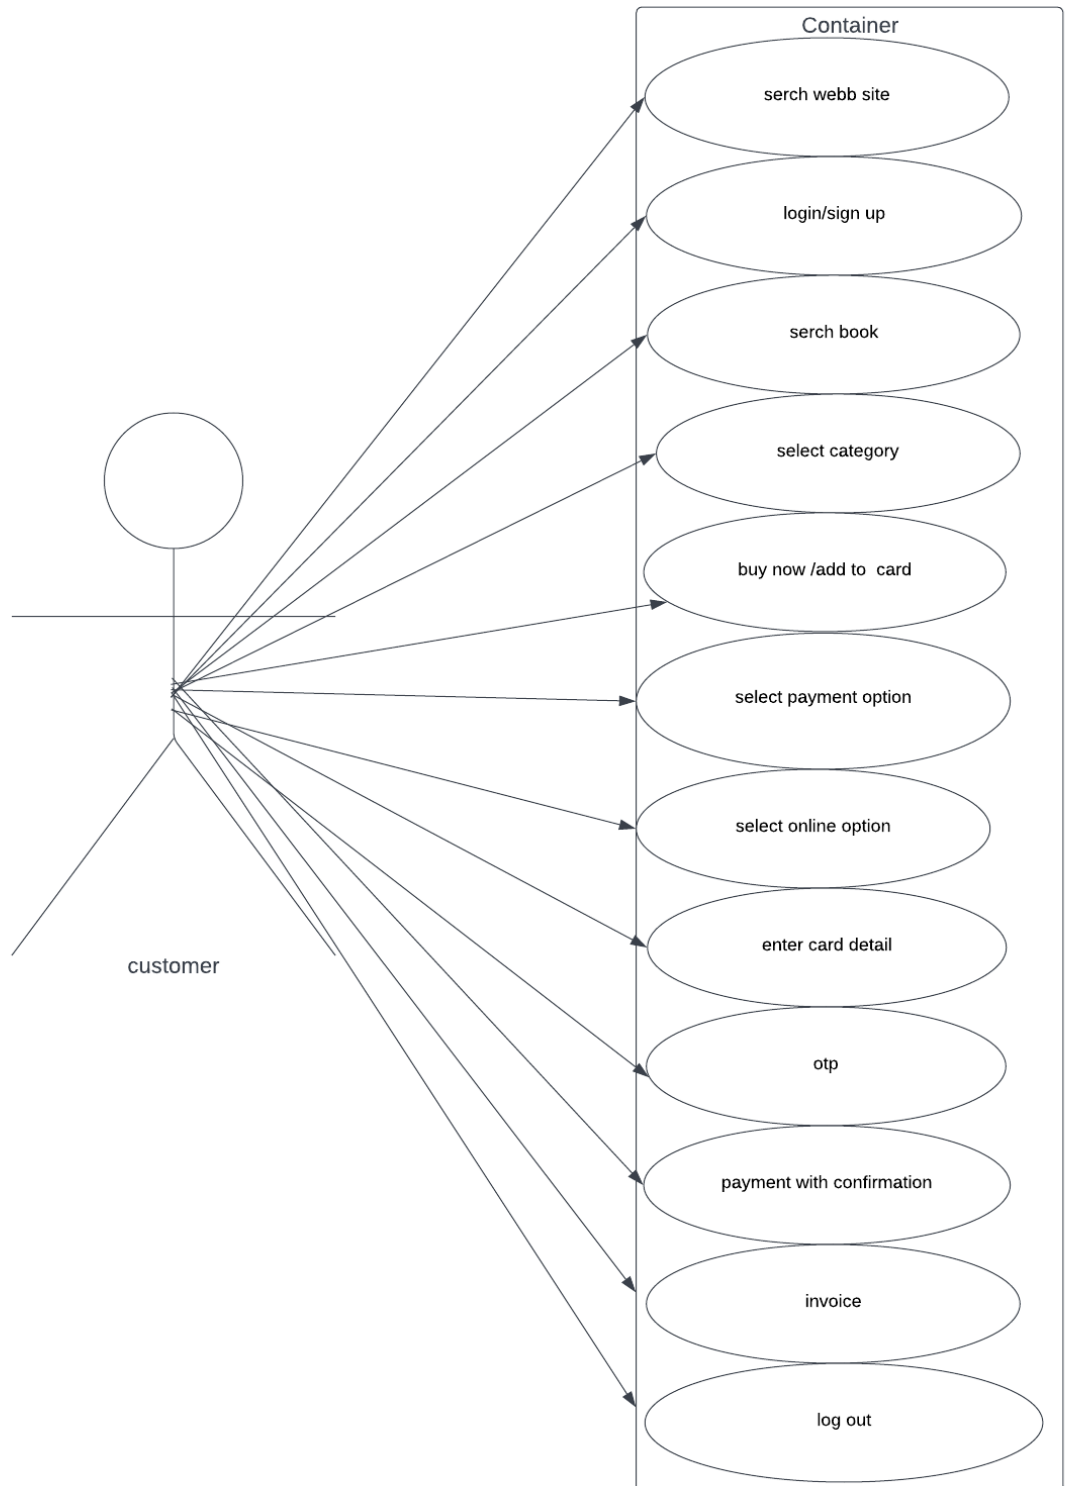 Container
serch webb site
login/sign up
serch book
select category
buy now /add to  card
select payment option
select online option
enter card detail
customer
otp
payment with confirmation
invoice
log out